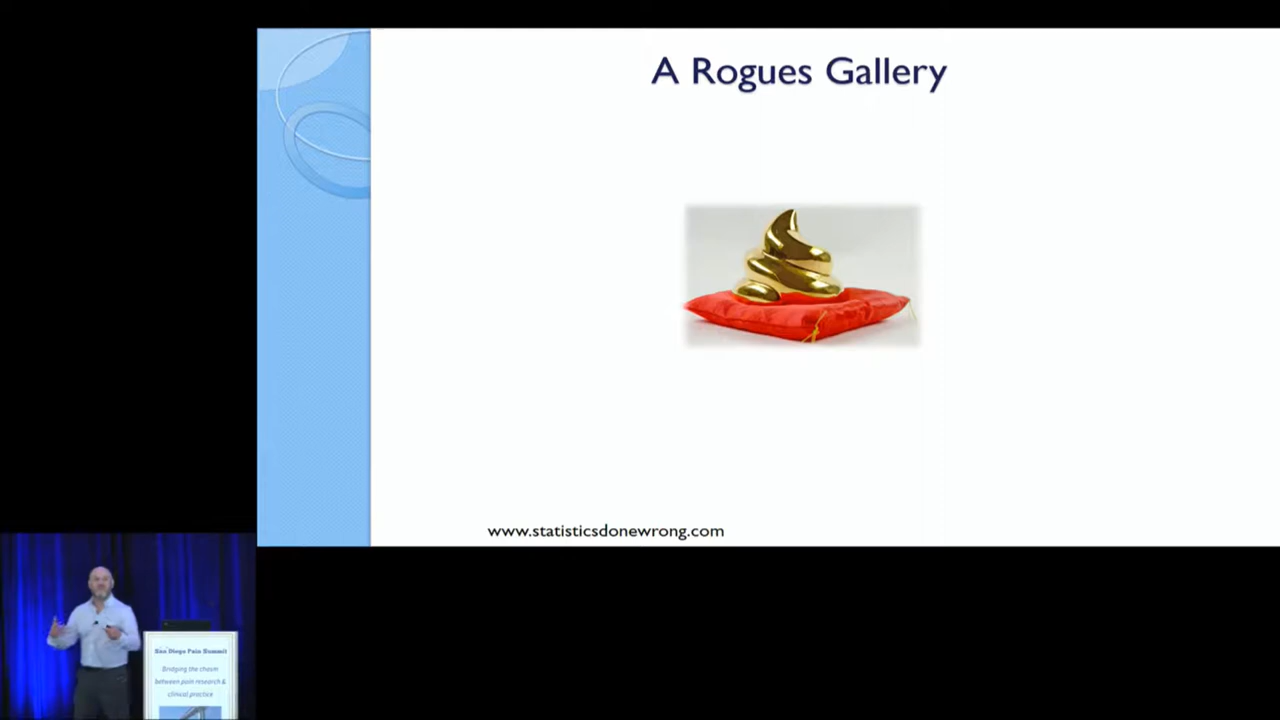 A Rogues Gallery
www.statisticsdonewrong.com
San Diego Pain Summit
Bridging the chasm
between pain research &
clinical practice